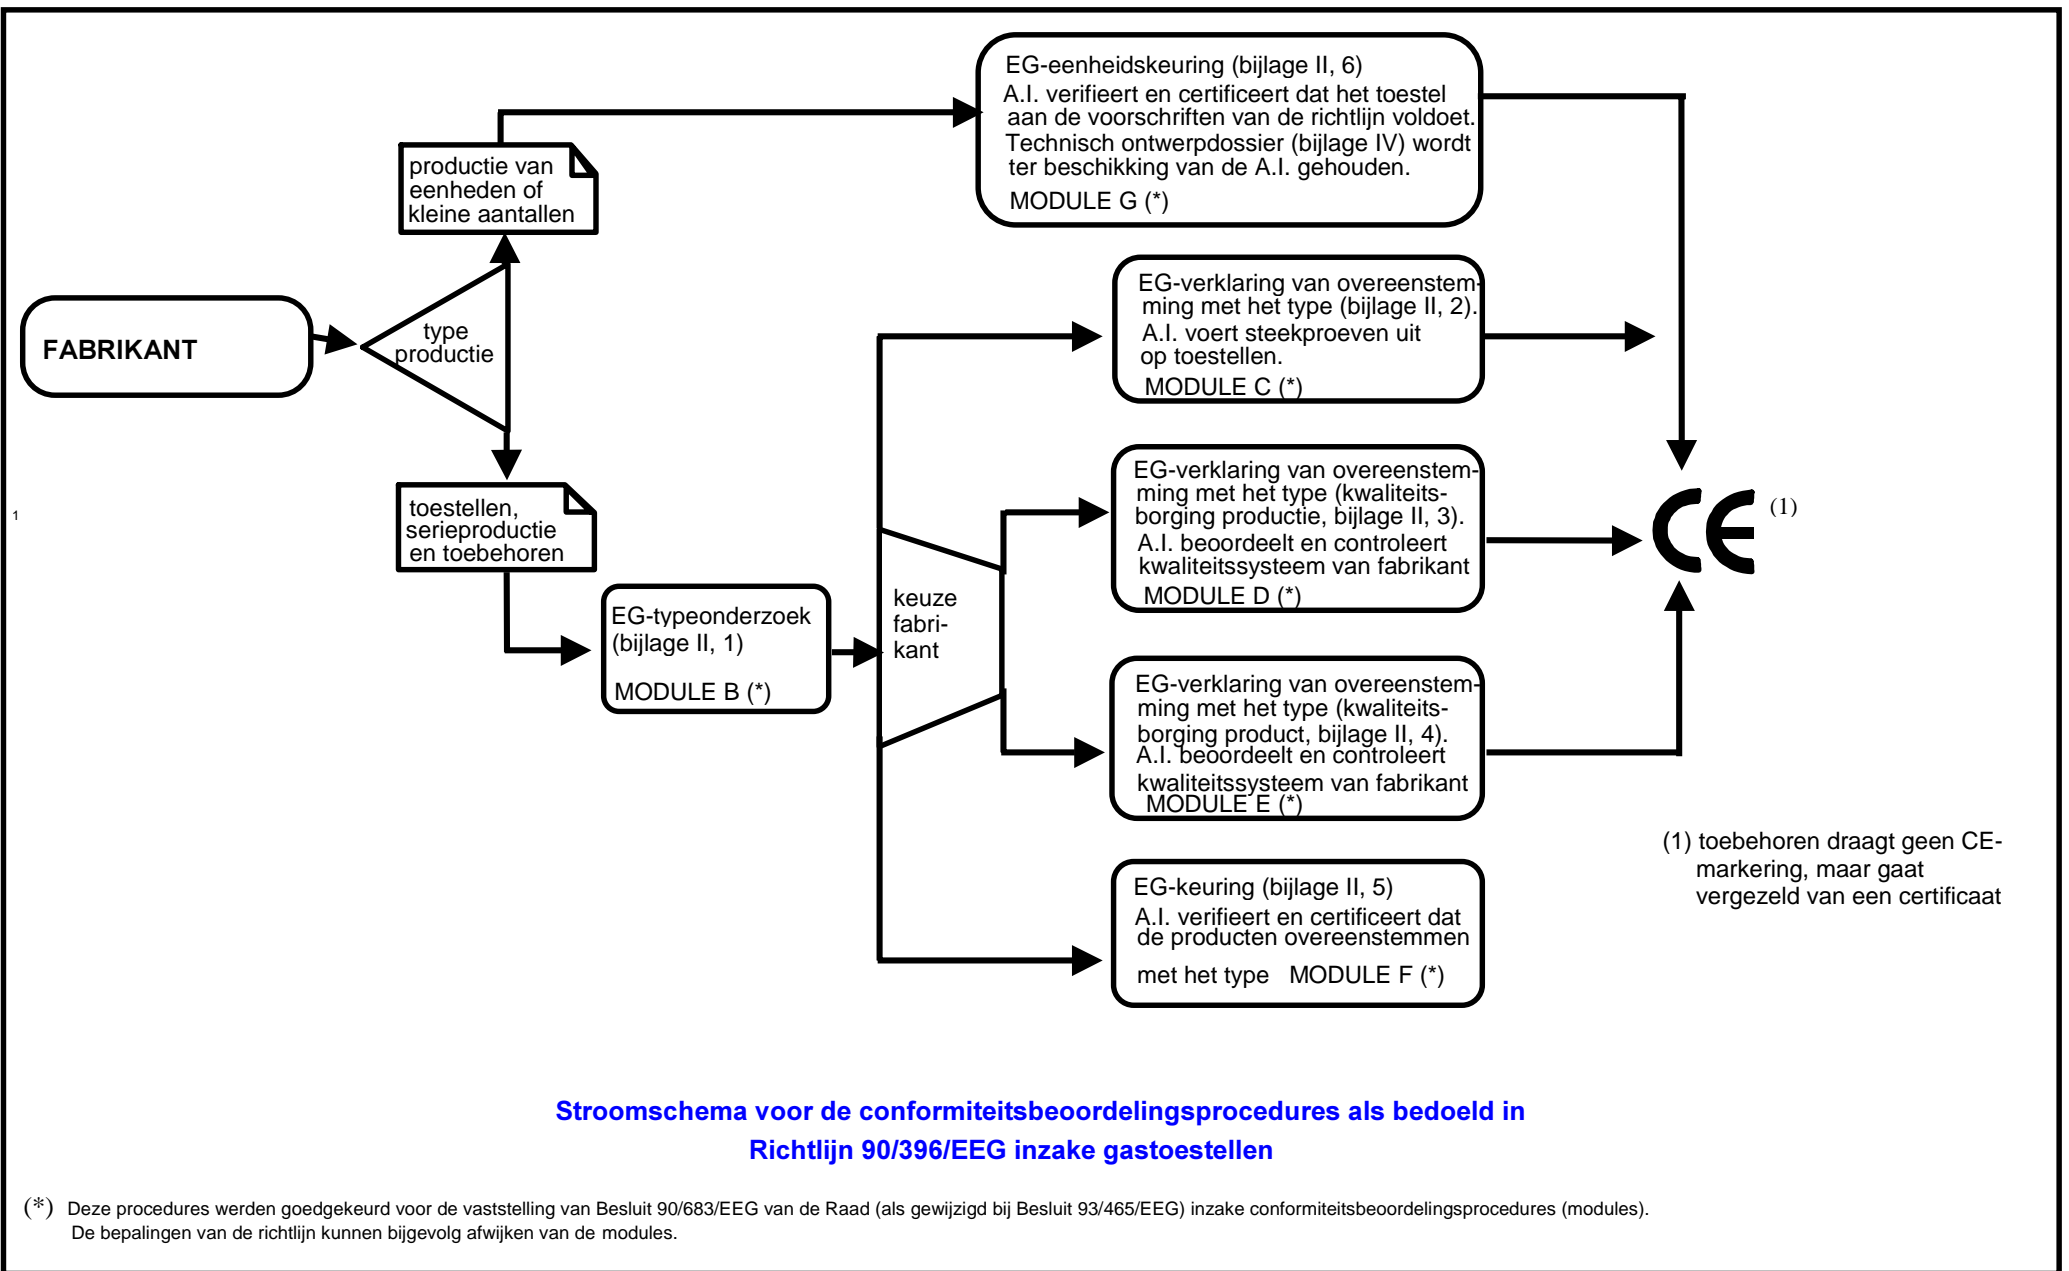 EG-eenheidskeuring (bijlage II, 6)
A.I. verifieert en certificeert dat het toestel
aan de voorschriften van de richtlijn voldoet.
Technisch ontwerpdossier (bijlage IV) wordt
ter beschikking van de A.I. gehouden.
MODULE G (*)
productie van
eenheden of
kleine aantallen
FABRIKANT
type
productie
EG-verklaring van overeenstem-
ming met het type (bijlage II, 2).
A.I. voert steekproeven uit
op toestellen.
MODULE C (*)
toestellen,
serieproductie
en toebehoren
1
EG-typeonderzoek
(bijlage II, 1)
MODULE B (*)
keuze
fabri-
kant
EG-verklaring van overeenstem-
ming met het type (kwaliteits-
borging productie, bijlage II, 3).
A.I. beoordeelt en controleert
kwaliteitssysteem van fabrikant
MODULE D (*)
CE (1)
EG-verklaring van overeenstem-
ming met het type (kwaliteits-
borging product, bijlage II, 4).
A.I. beoordeelt en controleert
kwaliteitssysteem van fabrikant
MODULE E (*)
EG-keuring (bijlage II, 5)
A.I. verifieert en certificeert dat
de producten overeenstemmen
met het type MODULE F (*)
(1) toebehoren draagt geen CE-
markering, maar gaat
vergezeld van een certificaat
Stroomschema voor de conformiteitsbeoordelingsprocedures als bedoeld in
Richtlijn 90/396/EEG inzake gastoestellen
(*) Deze procedures werden goedgekeurd voor de vaststelling van Besluit 90/683/EEG van de Raad (als gewijzigd bij Besluit 93/465/EEG) inzake conformiteitsbeoordelingsprocedures (modules).
De bepalingen van de richtlijn kunnen bijgevolg afwijken van de modules.